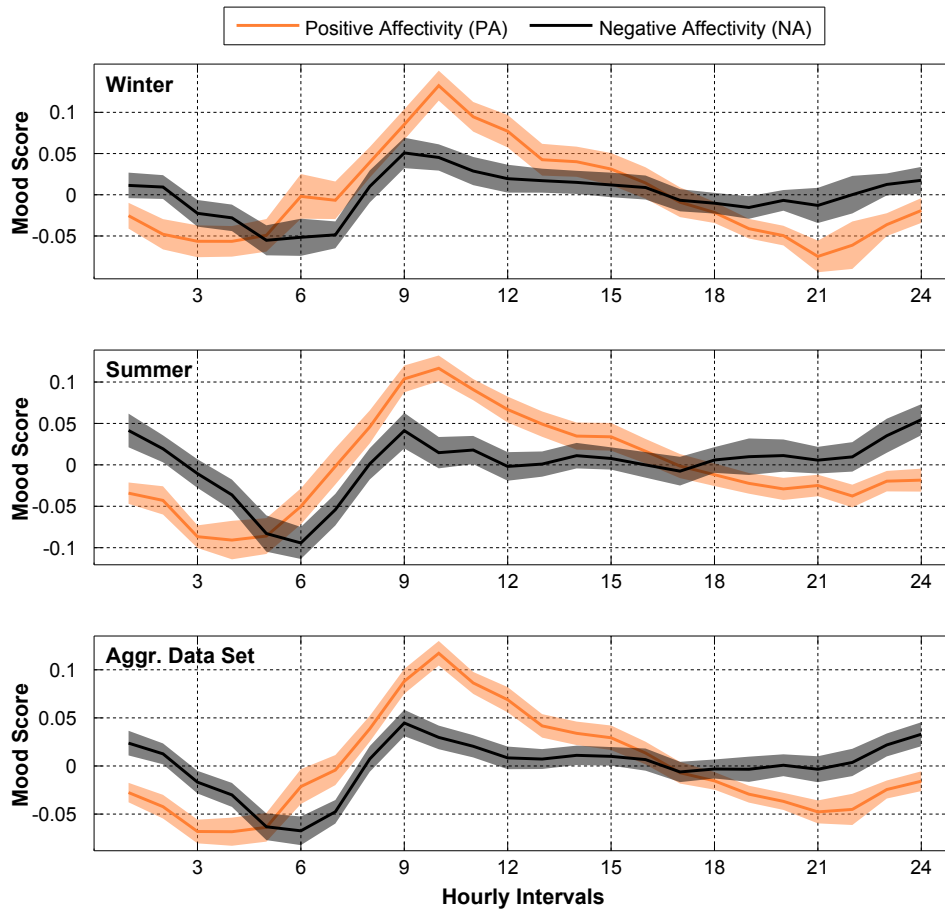 Positive Affectivity (PA) Negative Affectivity (NA)
Winter
Mood Score
0.1
0.05
0
-0.05
3 6 9 12 15 18 21 24
Summer
Mood Score
0.1
0.05
0
-0.05
-0.1
3 6 9 12 15 18 21 24
Aggr. Data Set
Mood Score
0.1
0.05
0
-0.05
3 6 9 12 15 18 21 24
Hourly Intervals